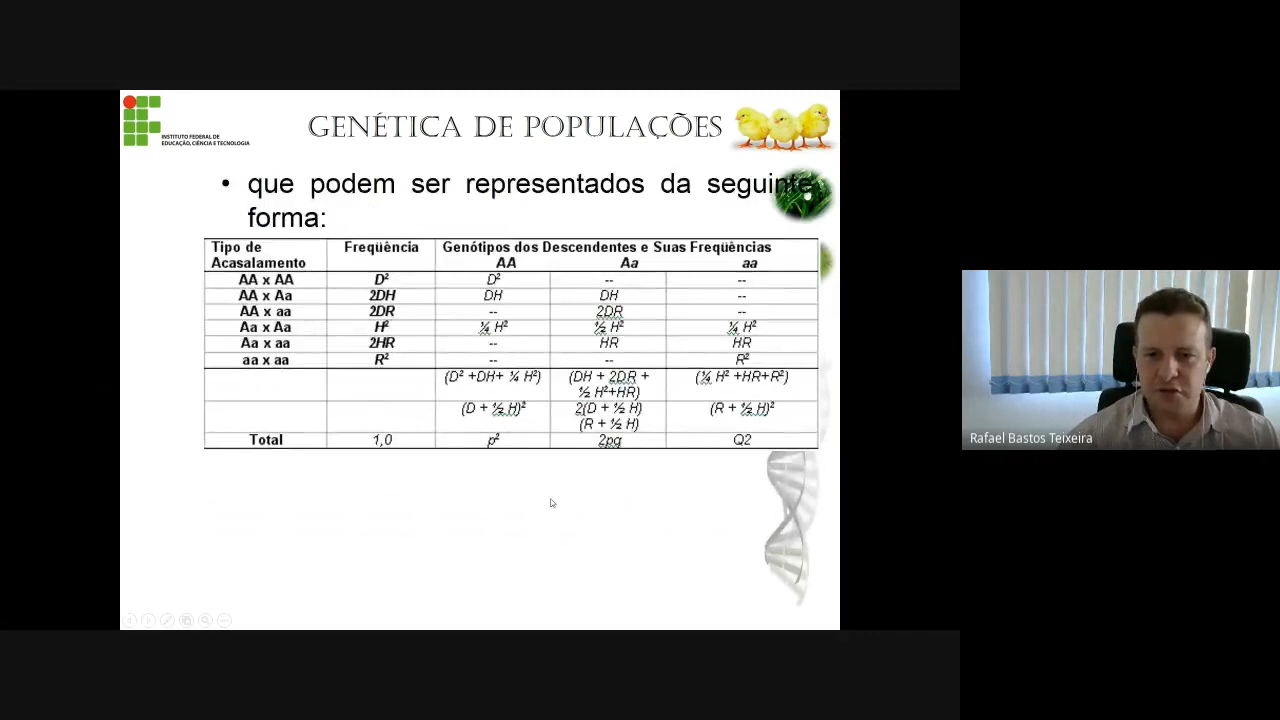 INSTITUTO FEDERAL DE
EDUCAÇÃO, CIÊNCIA E TECNOLOGIA
GENÉTICA DE POPULAÇÕES
• que podem ser representados da seguinte
forma:
Tipo de Acasalamento Freqüência Genótipos dos Descendentes e Suas Freqüências
AA Aa aa
AA x AA D² D² -- --
AA x Aa 2DH DH DH --
AA x aa 2DR -- 2DR --
Aa x Aa H² ¼ H² ½ H² ¼ H²
Aa x aa 2HR -- HR HR
aa x aa R² -- -- R²
(D² +DH+ ¼ H²) (DH + 2DR + ½ H²+HR) (¼ H² +HR+R²)
(D + ½ H)² 2(D + ½ H) (R + ½ H) (R + ½ H)²
Total 1,0 p² 2pq Q2
Rafael Bastos Teixeira